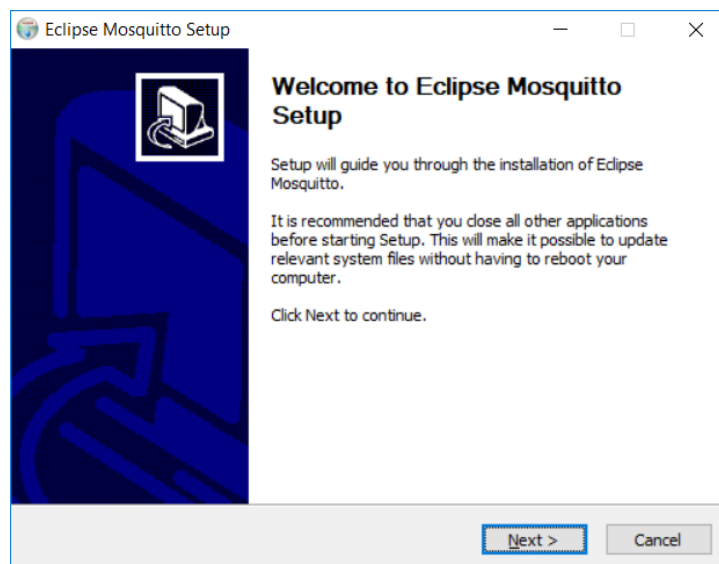 Eclipse Mosquitto Setup
Welcome to Eclipse Mosquitto
Setup
Setup will guide you through the installation of Eclipse
Mosquitto.
It is recommended that you close all other applications
before starting Setup. This will make it possible to update
relevant system files without having to reboot your
computer.
Click Next to continue.
Next >
Cancel